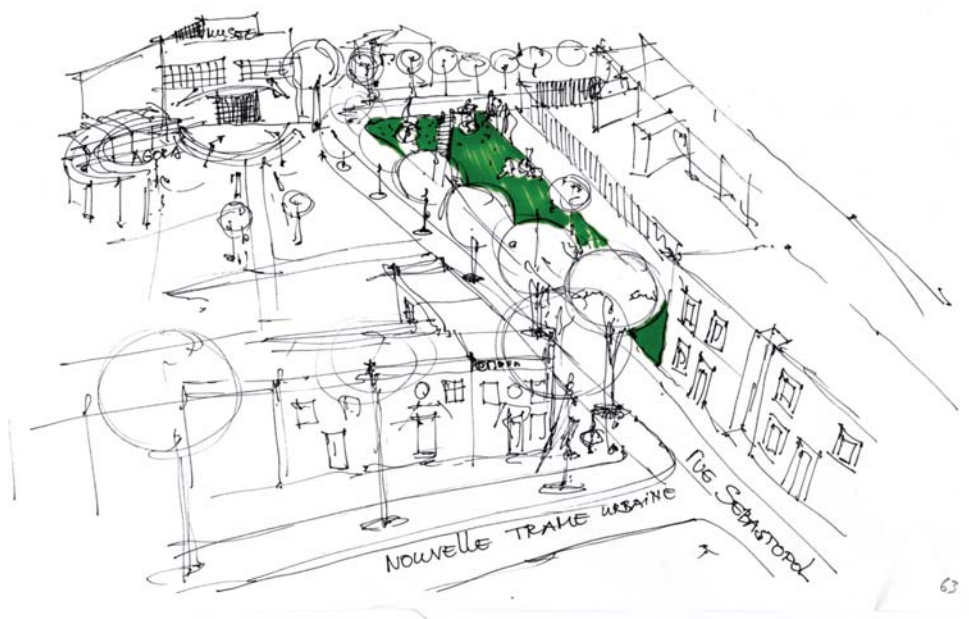 MUSEE
AGORA
NOUVELLE TRAME URBAINE
RUE SEBASTOPOL
63